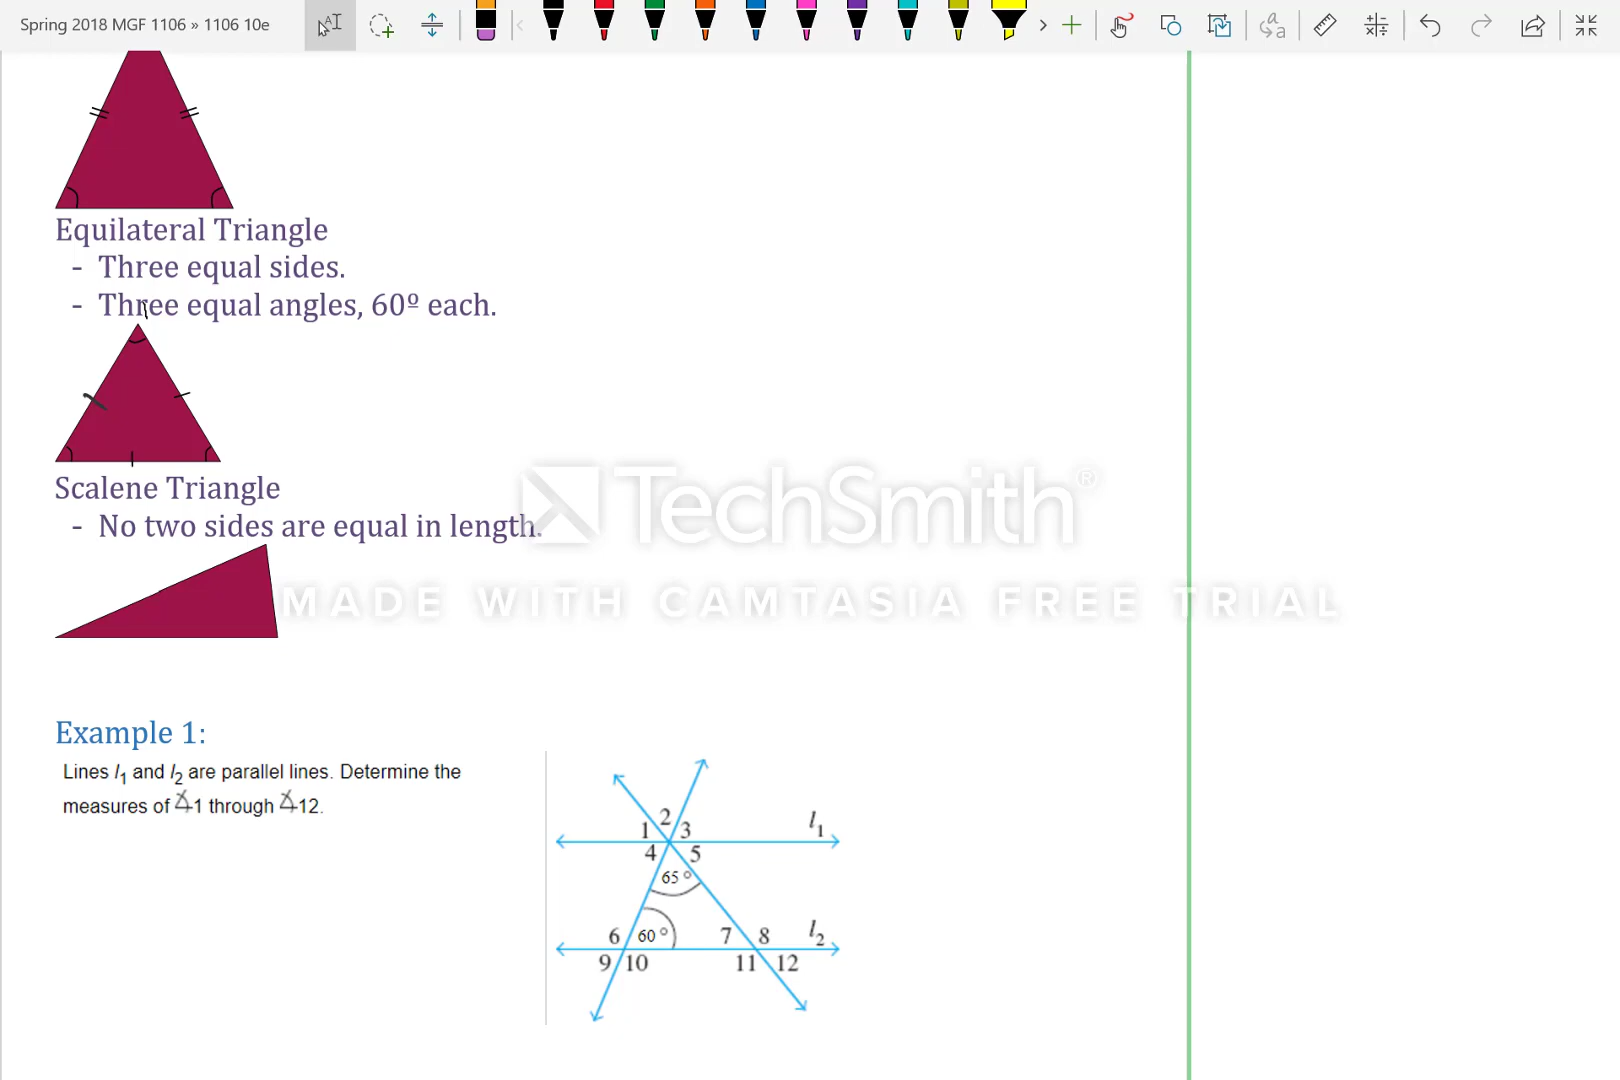 Spring 2018 MGF 1106 » 1106 10e
Equilateral Triangle
- Three equal sides.
- Three equal angles, 60º each.
Scalene Triangle
- No two sides are equal in length.
TechSmith®
MADE WITH CAMTASIA FREE TRIAL
Example 1:
Lines l₁ and l₂ are parallel lines. Determine the
measures of ∡1 through ∡12.
1 2 3 l₁
4 5
65°
6 60° 7 8 l₂
9 10 11 12